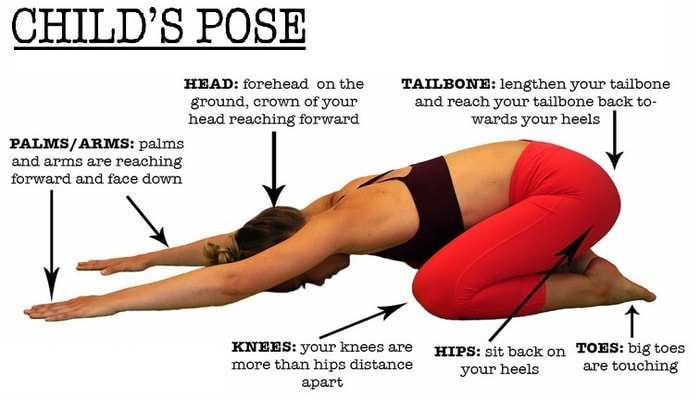 CHILD'S POSE
HEAD: forehead on the
ground, crown of your
head reaching forward
TAILBONE: lengthen your tailbone
and reach your tailbone back to-
wards your heels
PALMS/ARMS: palms
and arms are reaching
forward and face down
KNEES: your knees are
more than hips distance
apart
HIPS: sit back on
your heels
TOES: big toes
are touching